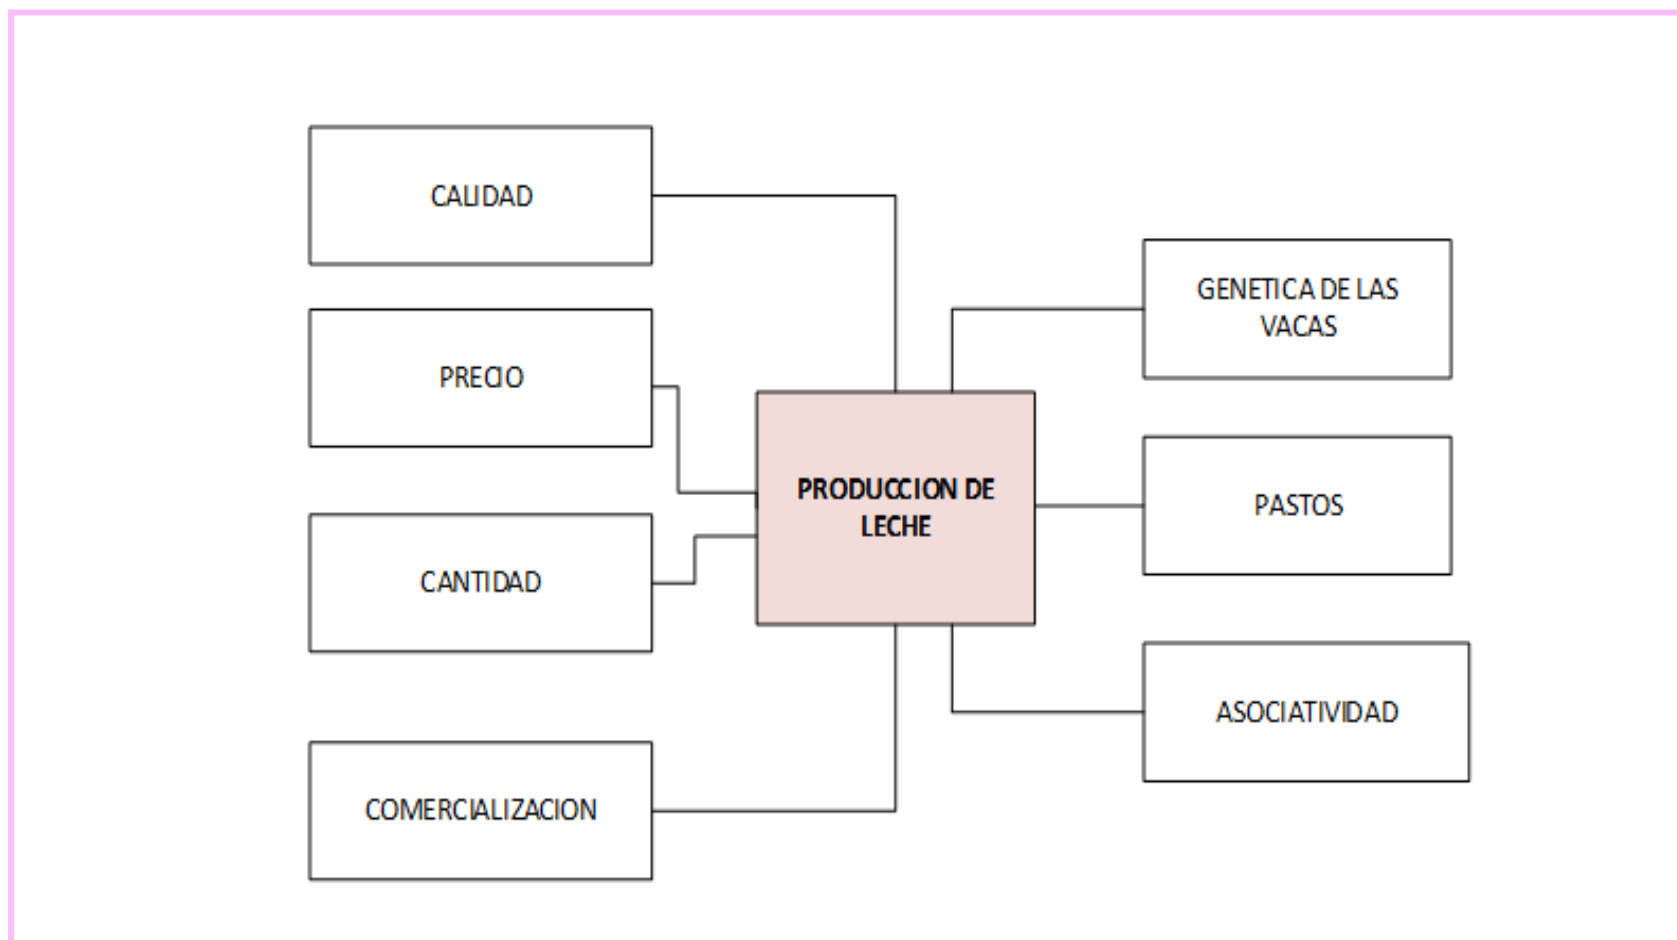 CALIDAD
PRECIO
CANTIDAD
COMERCIALIZACION
PRODUCCION DE
LECHE
GENETICA DE LAS
VACAS
PASTOS
ASOCIATIVIDAD